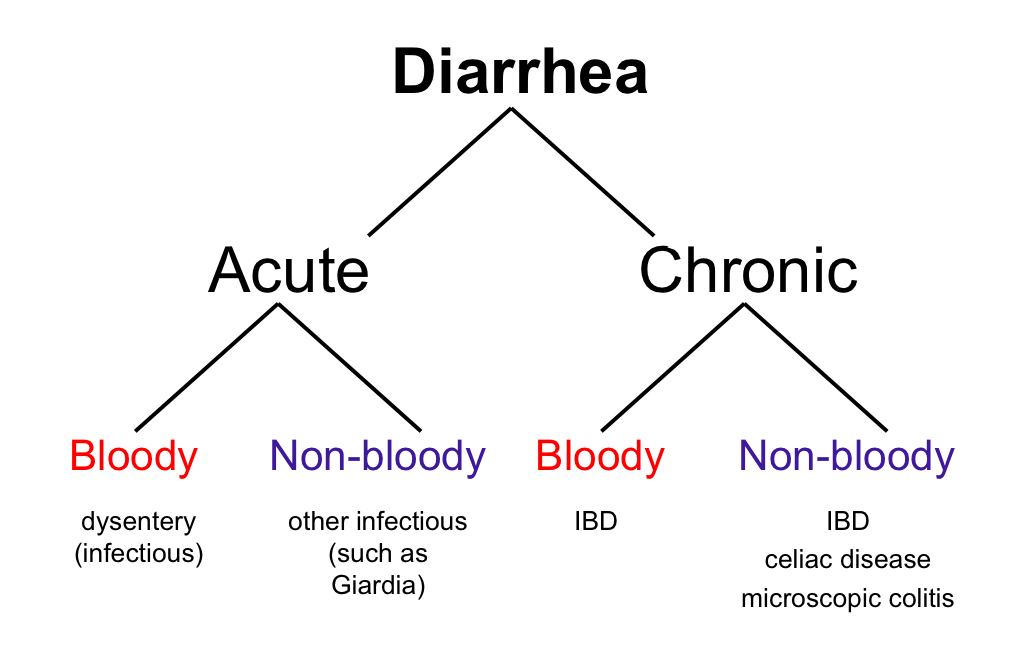 Diarrhea
Acute
Chronic
Bloody
Non-bloody
Bloody
Non-bloody
dysentery
(infectious)
other infectious
(such as
Giardia)
IBD
IBD
celiac disease
microscopic colitis